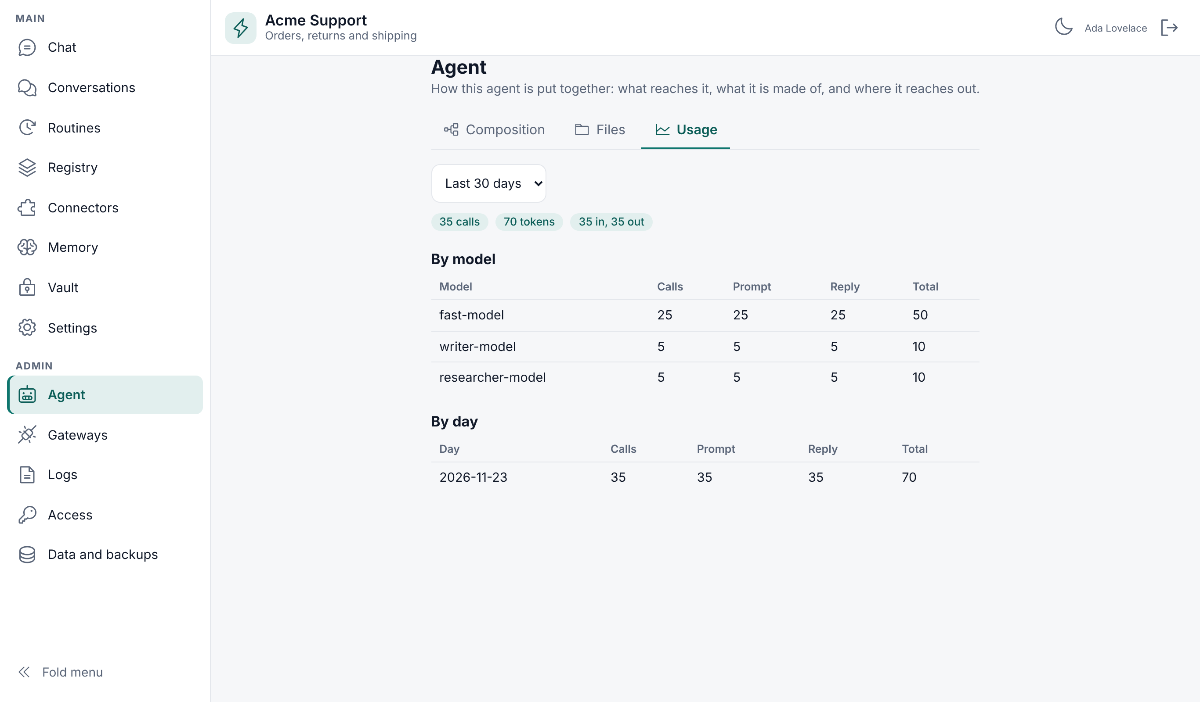 MAIN
Chat
Conversations
Routines
Registry
Connectors
Memory
Vault
Settings
ADMIN
Agent
Gateways
Logs
Access
Data and backups
Fold menu
Acme Support
Orders, returns and shipping
Ada Lovelace
Agent
How this agent is put together: what reaches it, what it is made of, and where it reaches out.
Composition Files Usage
Last 30 days
35 calls 70 tokens 35 in, 35 out
By model
Model Calls Prompt Reply Total
fast-model 25 25 25 50
writer-model 5 5 5 10
researcher-model 5 5 5 10
By day
Day Calls Prompt Reply Total
2026-11-23 35 35 35 70